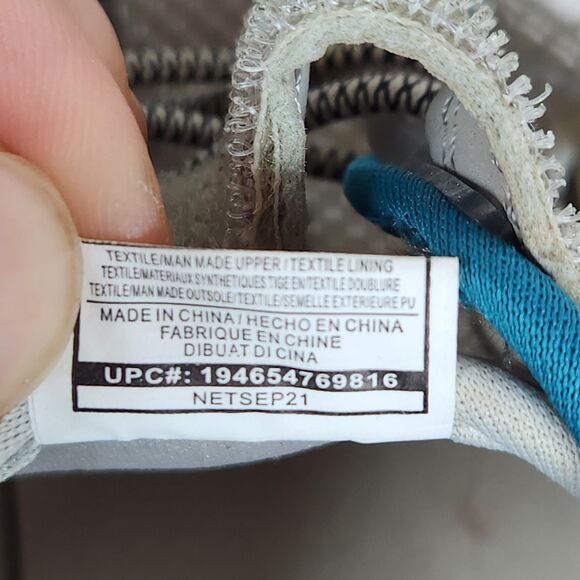 TEXTILE/MAN MADE UPPER/TEXTILE LINING
TEXTILE/MATERIAUX SYNTHETIQUES TIGE EN TEXTILE DOUBLURE
TEXTILE/MAN MADE OUTSOLE/TEXTILE/SEMELLE EXTERIEURE PU
MADE IN CHINA/HECHO EN CHINA
FABRIQUE EN CHINE
DIBUAT DI CINA
UPC#: 194654769816
NETSEP21